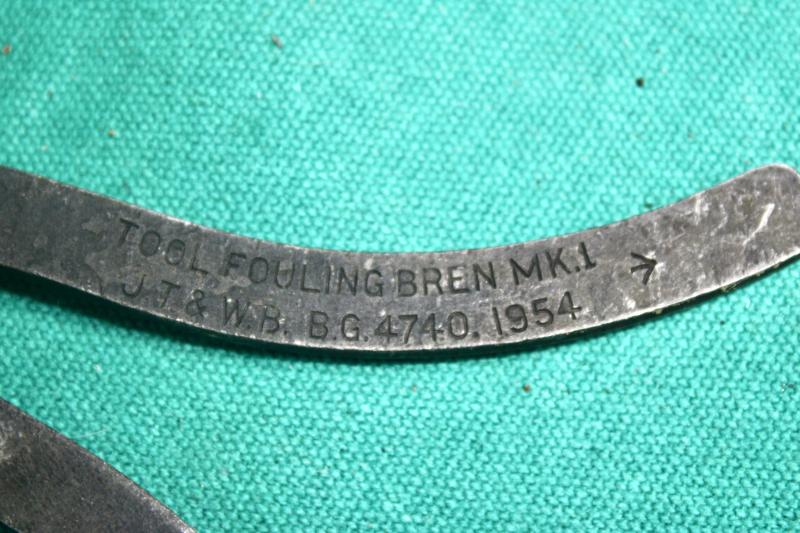 TOOL FOULING BREN MK.1
J.T & W.B. B.G. 4740. 1954